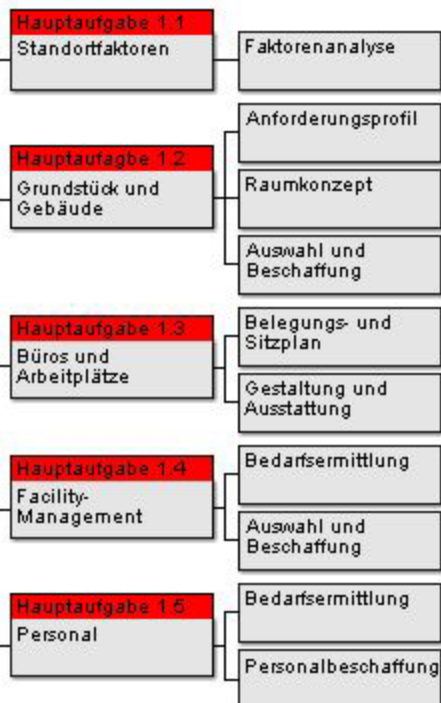 Hauptaufgabe 1.1
Standortfaktoren
Faktorenanalyse
Hauptaufagbe 1.2
Grundstück und
Gebäude
Anforderungsprofil
Raumkonzept
Auswahl und
Beschaffung
Hauptaufgabe 1.3
Büros und
Arbeitplätze
Belegungs- und
Sitzplan
Gestaltung und
Ausstattung
Hauptaufgabe 1.4
Facility-
Management
Bedarfsermittlung
Auswahl und
Beschaffung
Hauptaufgabe 1.5
Personal
Bedarfsermittlung
Personalbeschaffung